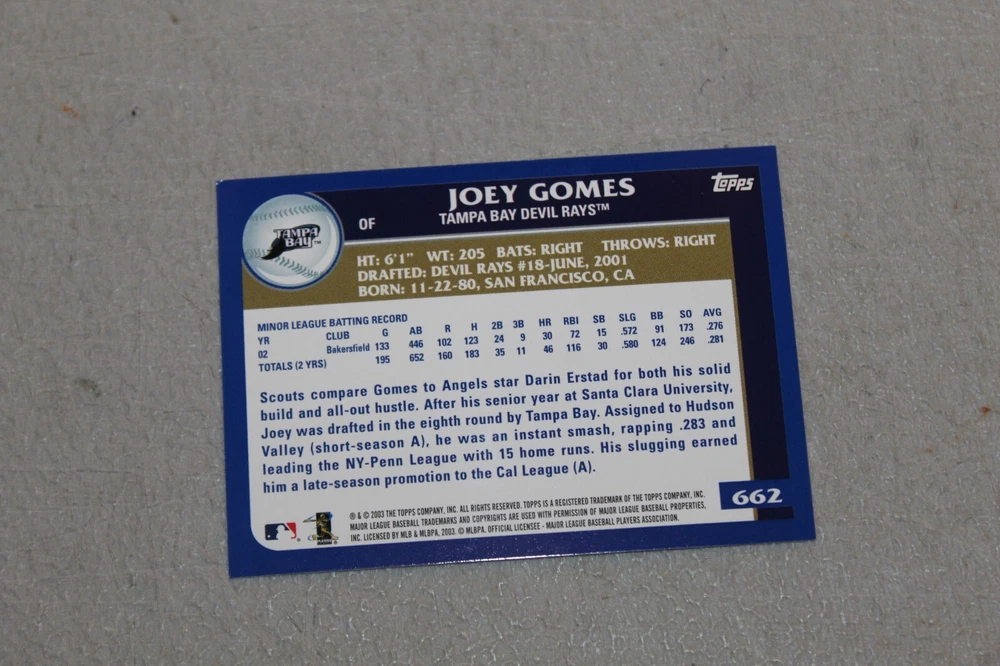 JOEY GOMES
topps
TAMPA BAY DEVIL RAYS™
OF
TAMPA
BAY™
HT: 6'1" WT: 205 BATS: RIGHT THROWS: RIGHT
DRAFTED: DEVIL RAYS #18-JUNE, 2001
BORN: 11-22-80, SAN FRANCISCO, CA
MINOR LEAGUE BATTING RECORD
YR CLUB G AB R H 2B 3B HR RBI SB SLG BB SO AVG
02 Bakersfield 133 446 102 123 24 9 30 72 15 .572 91 173 .276
TOTALS (2 YRS) 195 652 160 183 35 11 46 116 30 .580 124 246 .281
Scouts compare Gomes to Angels star Darin Erstad for both his solid
build and all-out hustle. After his senior year at Santa Clara University,
Joey was drafted in the eighth round by Tampa Bay. Assigned to Hudson
Valley (short-season A), he was an instant smash, rapping .283 and
leading the NY-Penn League with 15 home runs. His slugging earned
him a late-season promotion to the Cal League (A).
662
® & © 2003 THE TOPPS COMPANY, INC. ALL RIGHTS RESERVED. TOPPS IS A REGISTERED TRADEMARK OF THE TOPPS COMPANY, INC.
MAJOR LEAGUE BASEBALL TRADEMARKS AND COPYRIGHTS ARE USED WITH PERMISSION OF MAJOR LEAGUE BASEBALL PROPERTIES,
INC. LICENSED BY MLB & MLBPA, 2003. © MLBPA. OFFICIAL LICENSEE - MAJOR LEAGUE BASEBALL PLAYERS ASSOCIATION.